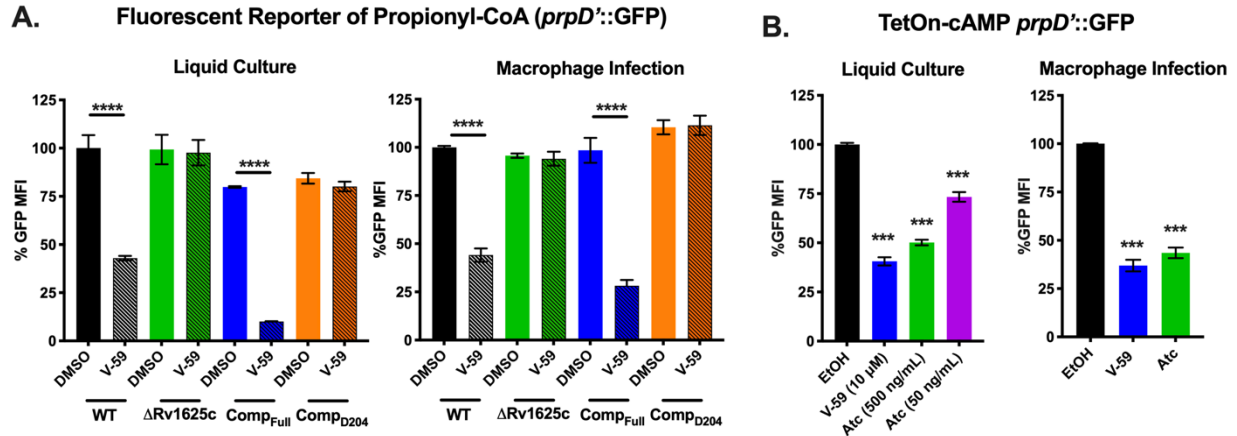 A.
Fluorescent Reporter of Propionyl-CoA (prpD'::GFP)
Liquid Culture
125
100
75
50
25
0
% GFP MFI
****
****
DMSO
V-59
DMSO
V-59
DMSO
V-59
DMSO
V-59
WT
ΔRv1625c
CompFull
CompD204
Macrophage Infection
125
100
75
50
25
0
%GFP MFI
****
****
DMSO
V-59
DMSO
V-59
DMSO
V-59
DMSO
V-59
WT
ΔRv1625c
CompFull
CompD204
B.
TetOn-cAMP prpD'::GFP
Liquid Culture
125
100
75
50
25
0
%GFP MFI
***
***
***
EtOH
V-59 (10 µM)
Atc (500 ng/mL)
Atc (50 ng/mL)
Macrophage Infection
125
100
75
50
25
0
%GFP MFI
***
***
EtOH
V-59
Atc